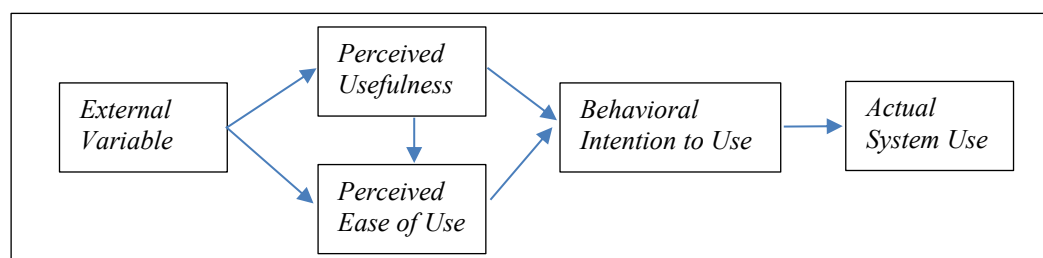 External
Variable
Perceived
Usefulness
Perceived
Ease of Use
Behavioral
Intention to Use
Actual
System Use